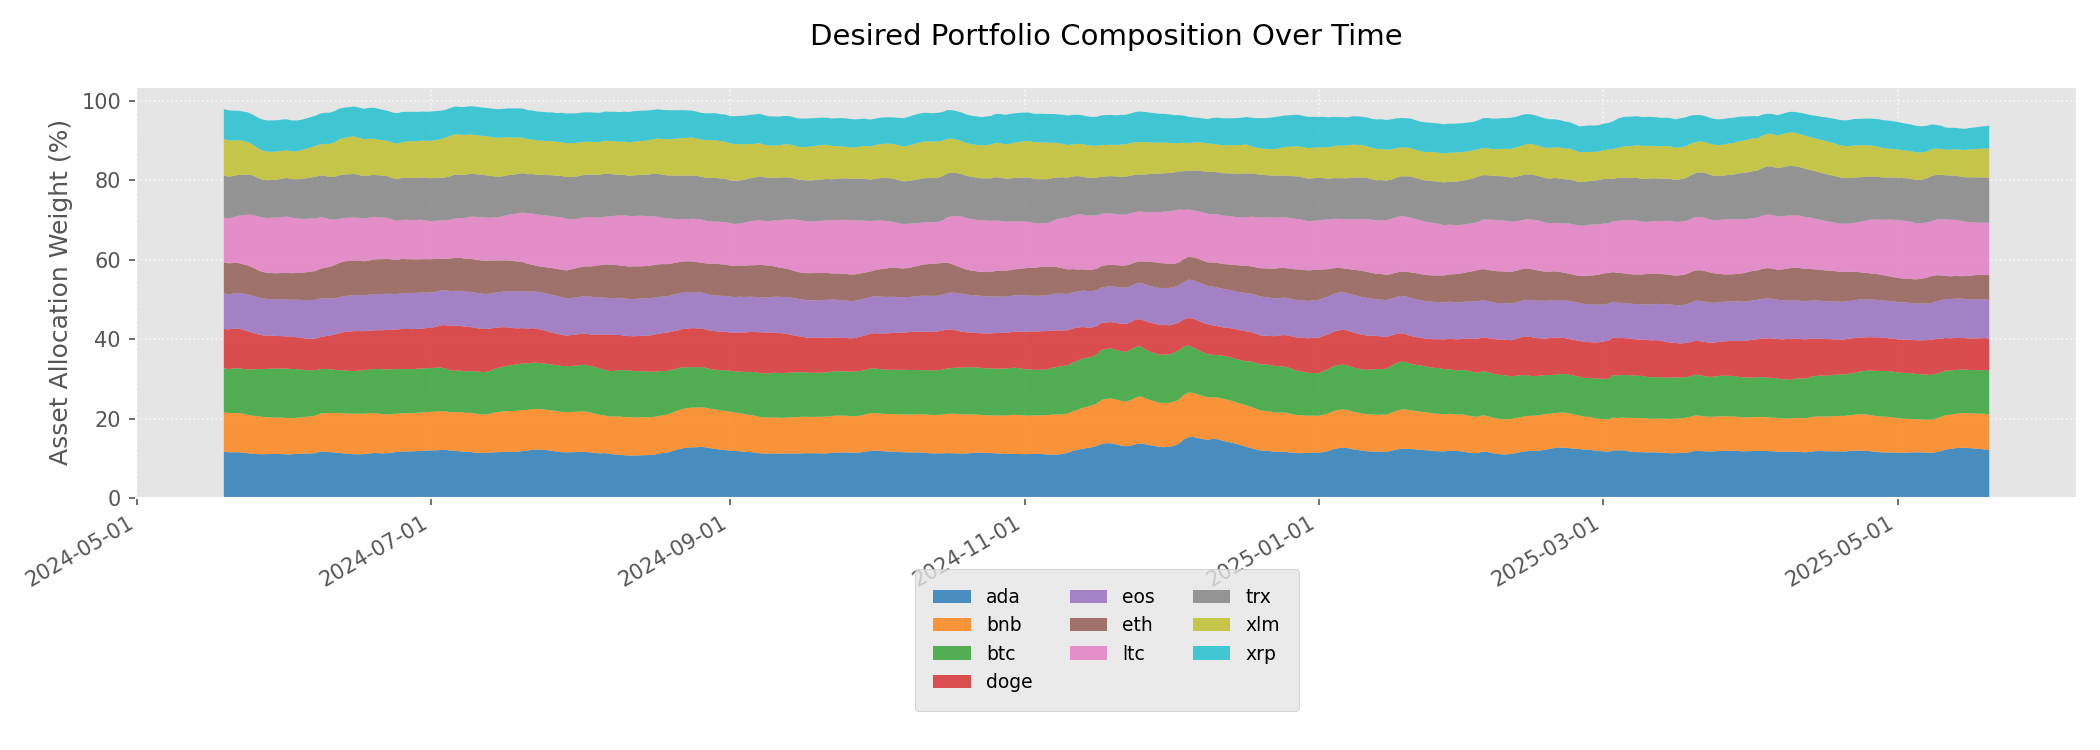 Desired Portfolio Composition Over Time
Asset Allocation Weight (%)
100
80
60
40
20
0
2024-05-01
2024-07-01
2024-09-01
2024-11-01
2025-01-01
2025-03-01
2025-05-01
ada
bnb
btc
doge
eos
eth
ltc
trx
xlm
xrp